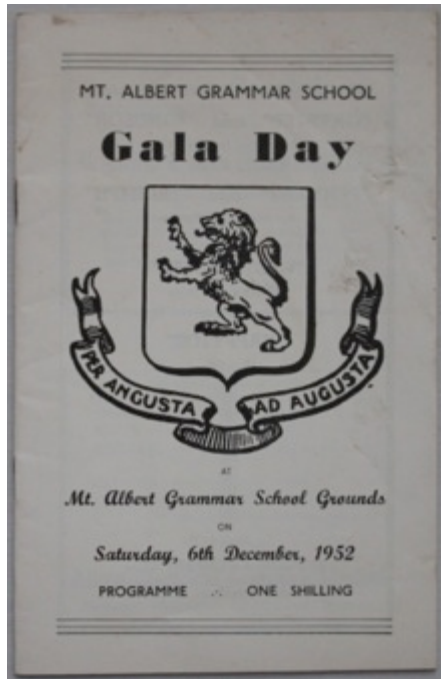 MT. ALBERT GRAMMAR SCHOOL
Gala Day
PER ANGUSTA AD AUGUSTA
AT
Mt. Albert Grammar School Grounds
ON
Saturday, 6th December, 1952
PROGRAMME ∴ ONE SHILLING